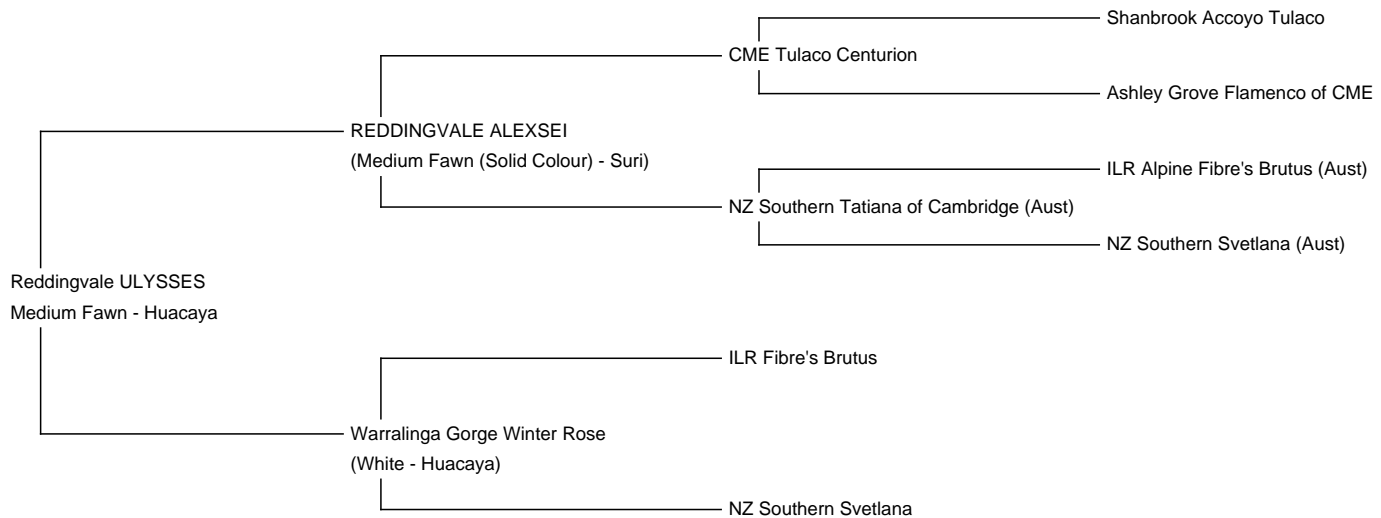 Shanbrook Accoyo Tulaco
CME Tulaco Centurion
Ashley Grove Flamenco of CME
REDDINGVALE ALEXSEI
(Medium Fawn (Solid Colour) - Suri)
ILR Alpine Fibre's Brutus (Aust)
NZ Southern Tatiana of Cambridge (Aust)
NZ Southern Svetlana (Aust)
Reddingvale ULYSSES
Medium Fawn - Huacaya
ILR Fibre's Brutus
Warralinga Gorge Winter Rose
(White - Huacaya)
NZ Southern Svetlana